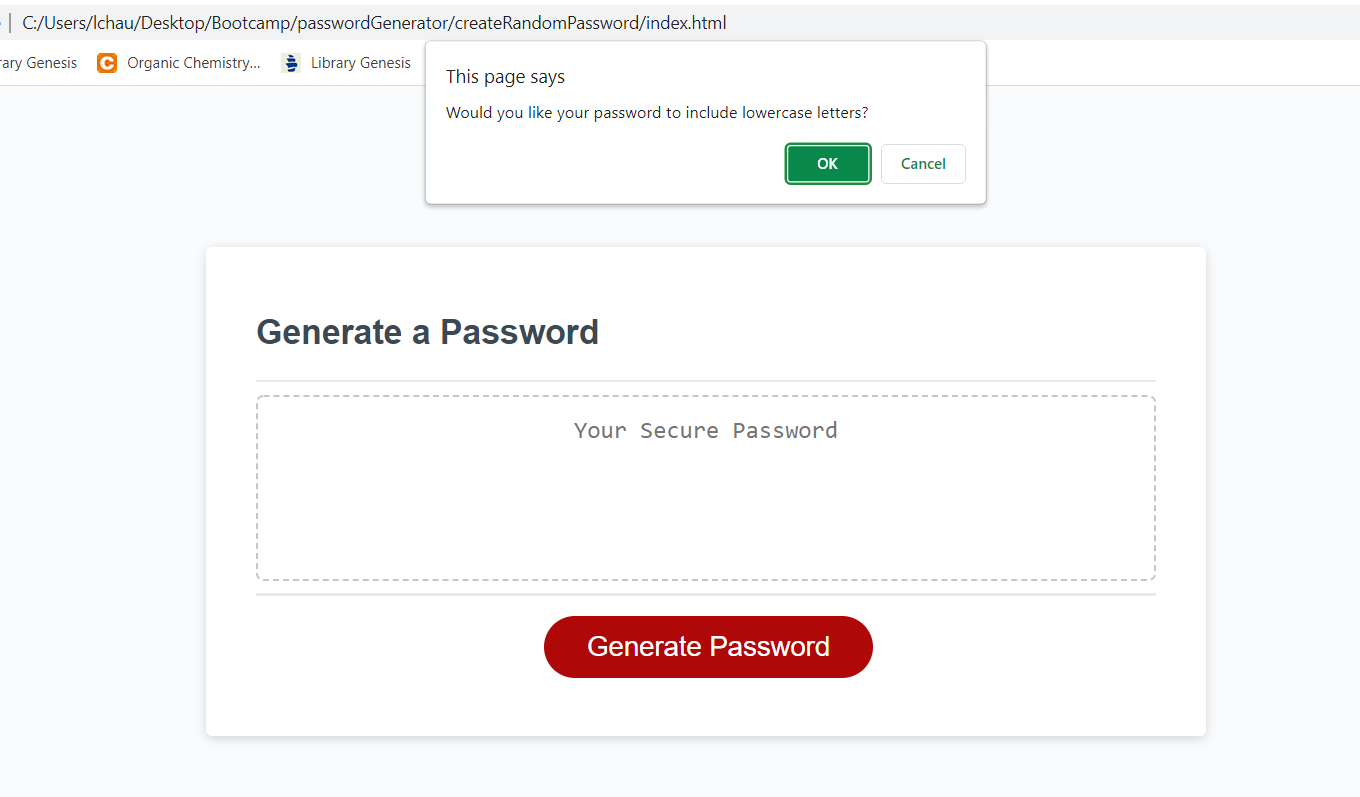 C:/Users/lchau/Desktop/Bootcamp/passwordGenerator/createRandomPassword/index.html
rary Genesis Organic Chemistry... Library Genesis
This page says
Would you like your password to include lowercase letters?
OK Cancel
Generate a Password
Your Secure Password
Generate Password